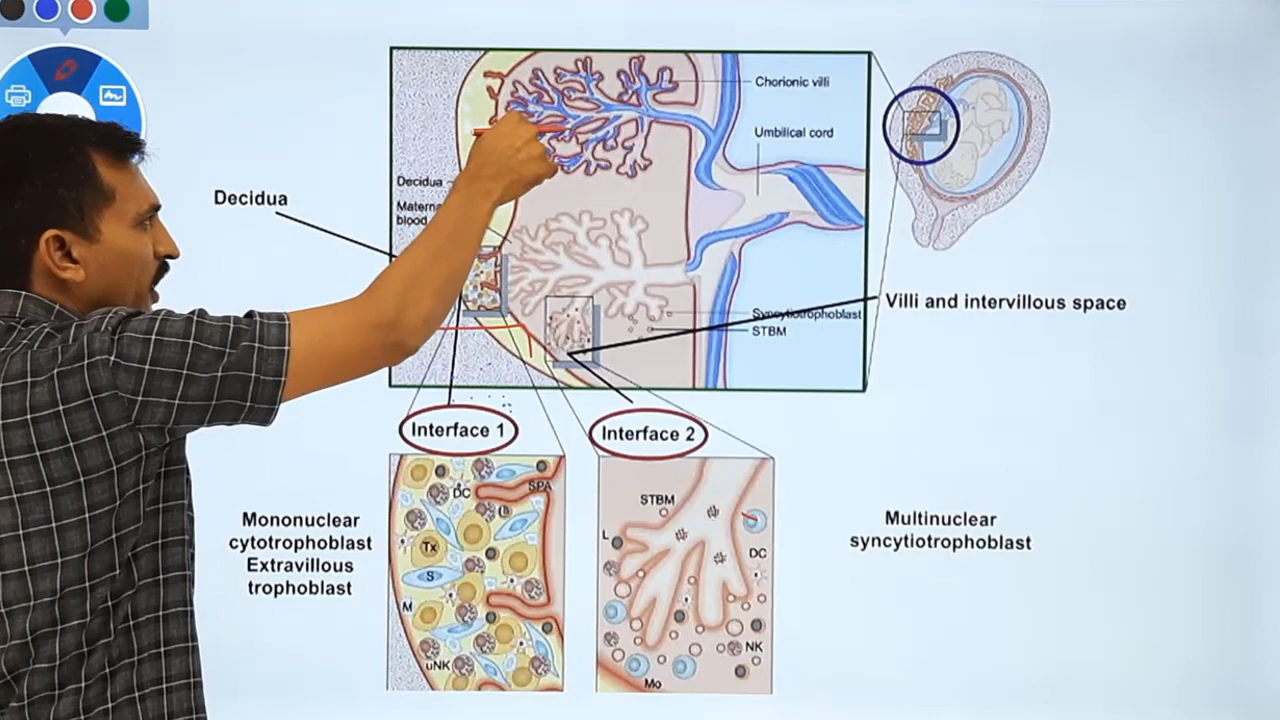 Chorionic villi
Umbilical cord
Decidua
Decidua
blood
Villi and intervillous space
Syncytiotrophoblast
STBM
Interface 1
Interface 2
DC
SPA
Tx
S
M
uNK
Mononuclear
cytotrophoblast
Extravillous
trophoblast
STBM
L
DC
NK
Mo
Multinuclear
syncytiotrophoblast